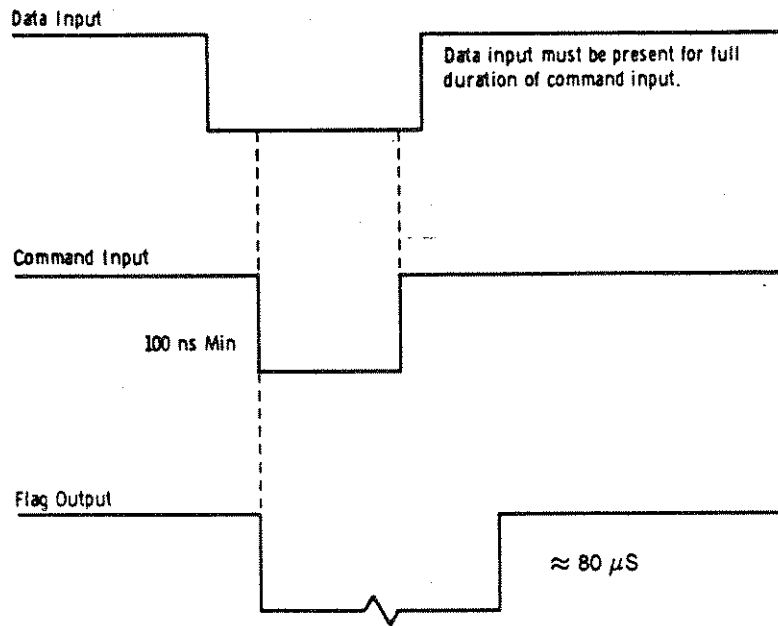 Data Input
Data input must be present for full
duration of command input.
Command Input
100 ns Min
Flag Output
≈ 80 μS